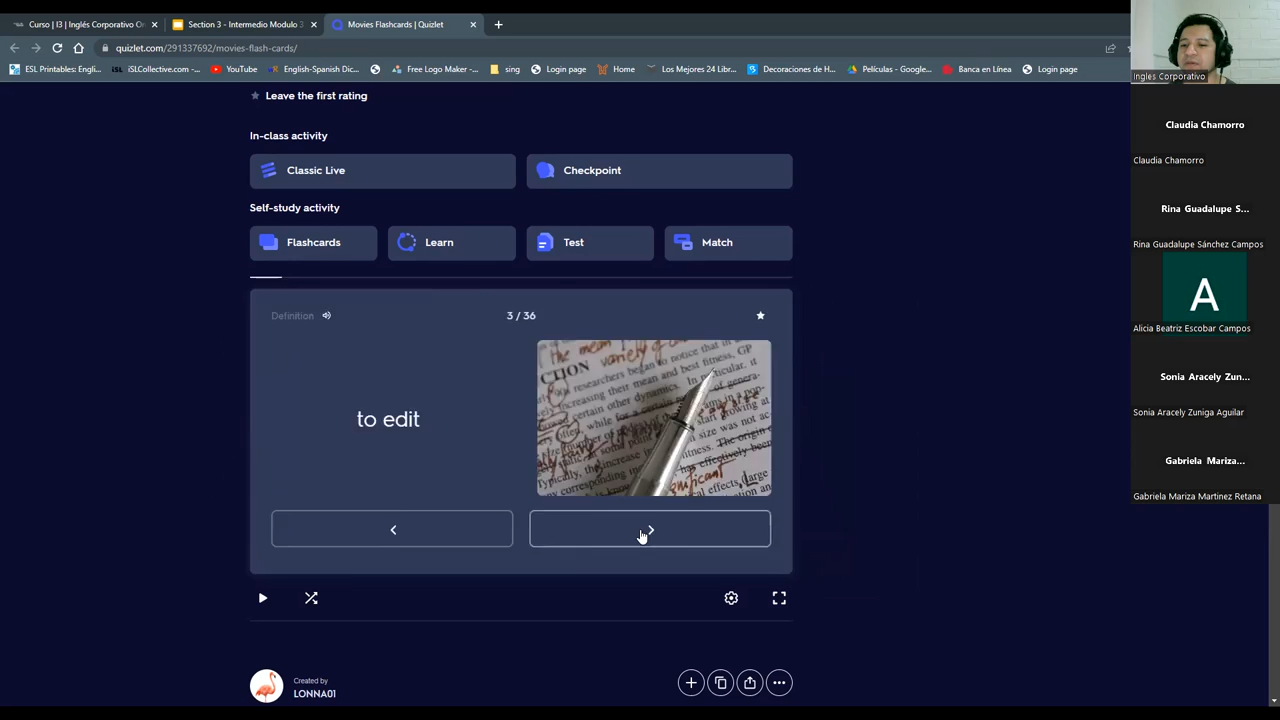 Curso | I3 | Inglés Corporativo On
Section 3 - Intermedio Modulo 3
Movies Flashcards | Quizlet
quizlet.com/291337692/movies-flash-cards/
ESL Printables: Engli...
iSLCollective.com -...
YouTube
English-Spanish Dic...
Free Logo Maker -...
sing
Login page
Home
Los Mejores 24 Libr...
Decoraciones de H...
Películas - Google...
Banca en Línea
Login page
Ingles Corporativo
Leave the first rating
In-class activity
Classic Live
Checkpoint
Self-study activity
Flashcards
Learn
Test
Match
Definition
3 / 36
to edit
Created by
LONNA01
Claudia Chamorro
Claudia Chamorro
Rina Guadalupe S...
Rina Guadalupe Sánchez Campos
A
Alicia Beatriz Escobar Campos
Sonia Aracely Zun...
Sonia Aracely Zuniga Aguilar
Gabriela Mariza...
Gabriela Mariza Martinez Retana